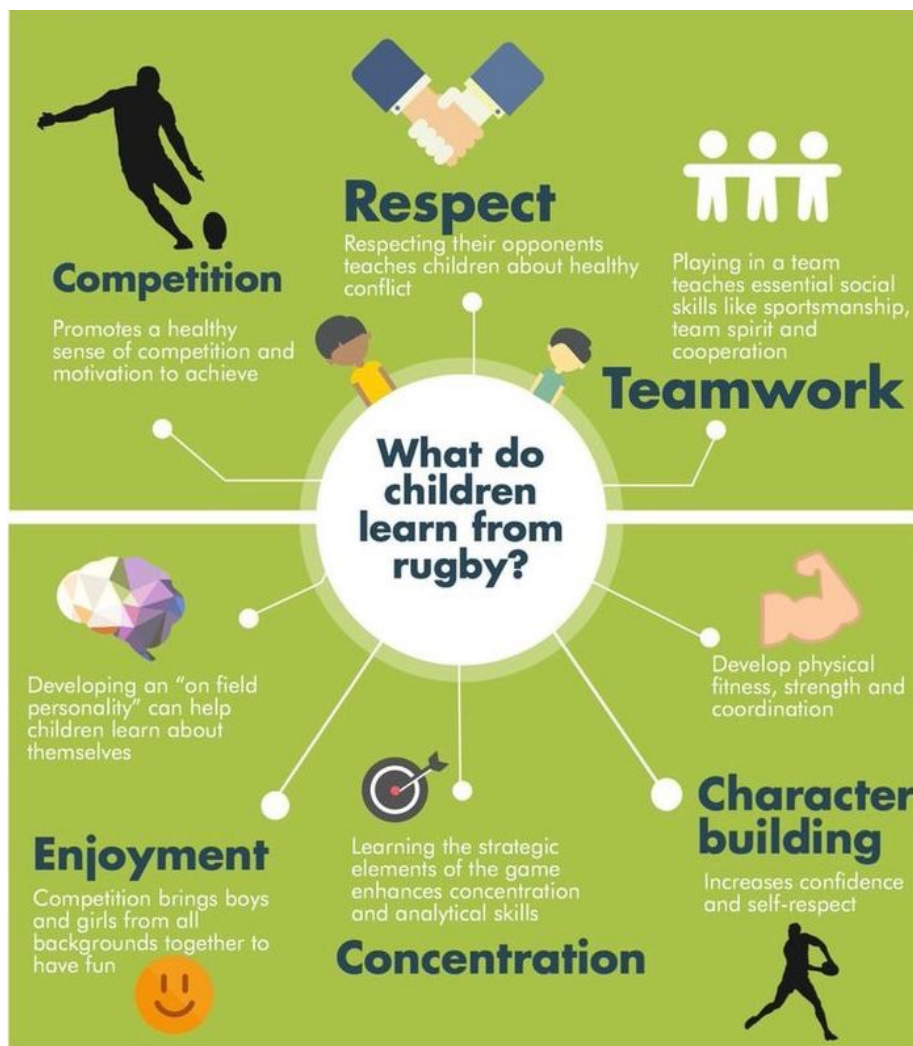 Competition
Promotes a healthy
sense of competition and
motivation to achieve
Respect
Respecting their opponents
teaches children about healthy
conflict
Playing in a team
teaches essential social
skills like sportsmanship,
team spirit and
cooperation
Teamwork
What do
children
learn from
rugby?
Developing an “on field
personality” can help
children learn about
themselves
Develop physical
fitness, strength and
coordination
Enjoyment
Competition brings boys
and girls from all
backgrounds together to
have fun
Learning the strategic
elements of the game
enhances concentration
and analytical skills
Concentration
Character
building
Increases confidence
and self-respect